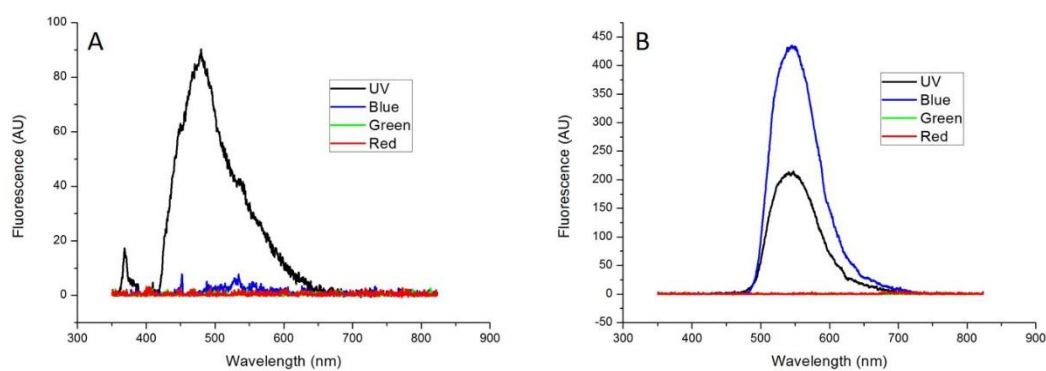 A
100
80
60
40
20
0
-10
300 400 500 600 700 800 900
Fluorescence (AU)
Wavelength (nm)
UV
Blue
Green
Red
B
450
400
350
300
250
200
150
100
50
0
-50
300 400 500 600 700 800 900
Fluorescence (AU)
Wavelength (nm)
UV
Blue
Green
Red